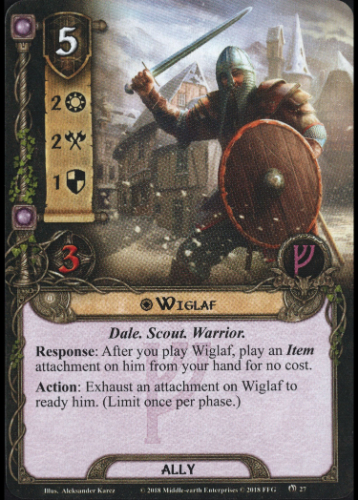 5
2
2
1
3
Wiglaf
Dale. Scout. Warrior.
Response: After you play Wiglaf, play an Item
attachment on him from your hand for no cost.
Action: Exhaust an attachment on Wiglaf to
ready him. (Limit once per phase.)
ALLY
Illus. Aleksander Karcz © 2018 Middle-earth Enterprises © 2018 FFG 27